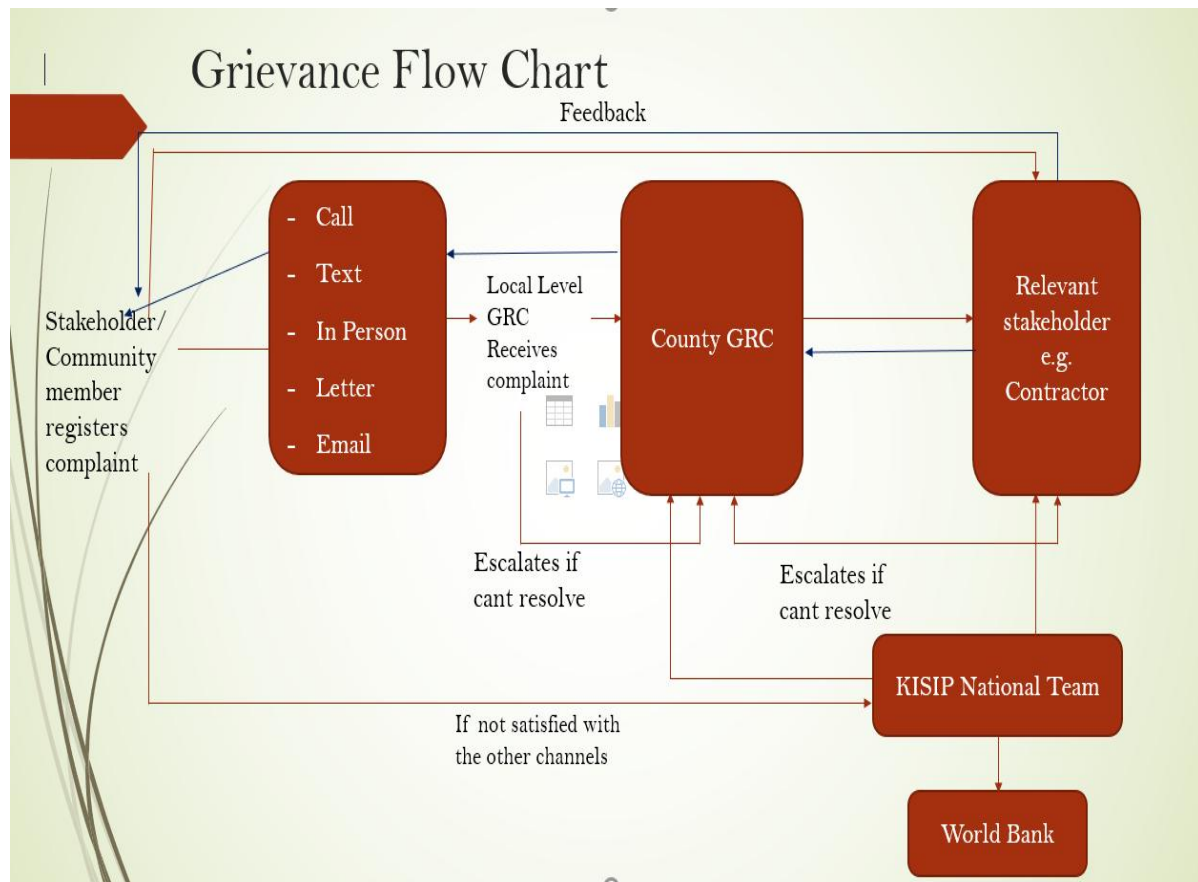 Grievance Flow Chart
Feedback
Stakeholder/
Community
member
registers
complaint
- Call
- Text
- In Person
- Letter
- Email
Local Level
GRC
Receives
complaint
County GRC
Relevant
stakeholder
e.g.
Contractor
Escalates if
cant resolve
Escalates if
cant resolve
KISIP National Team
If not satisfied with
the other channels
World Bank